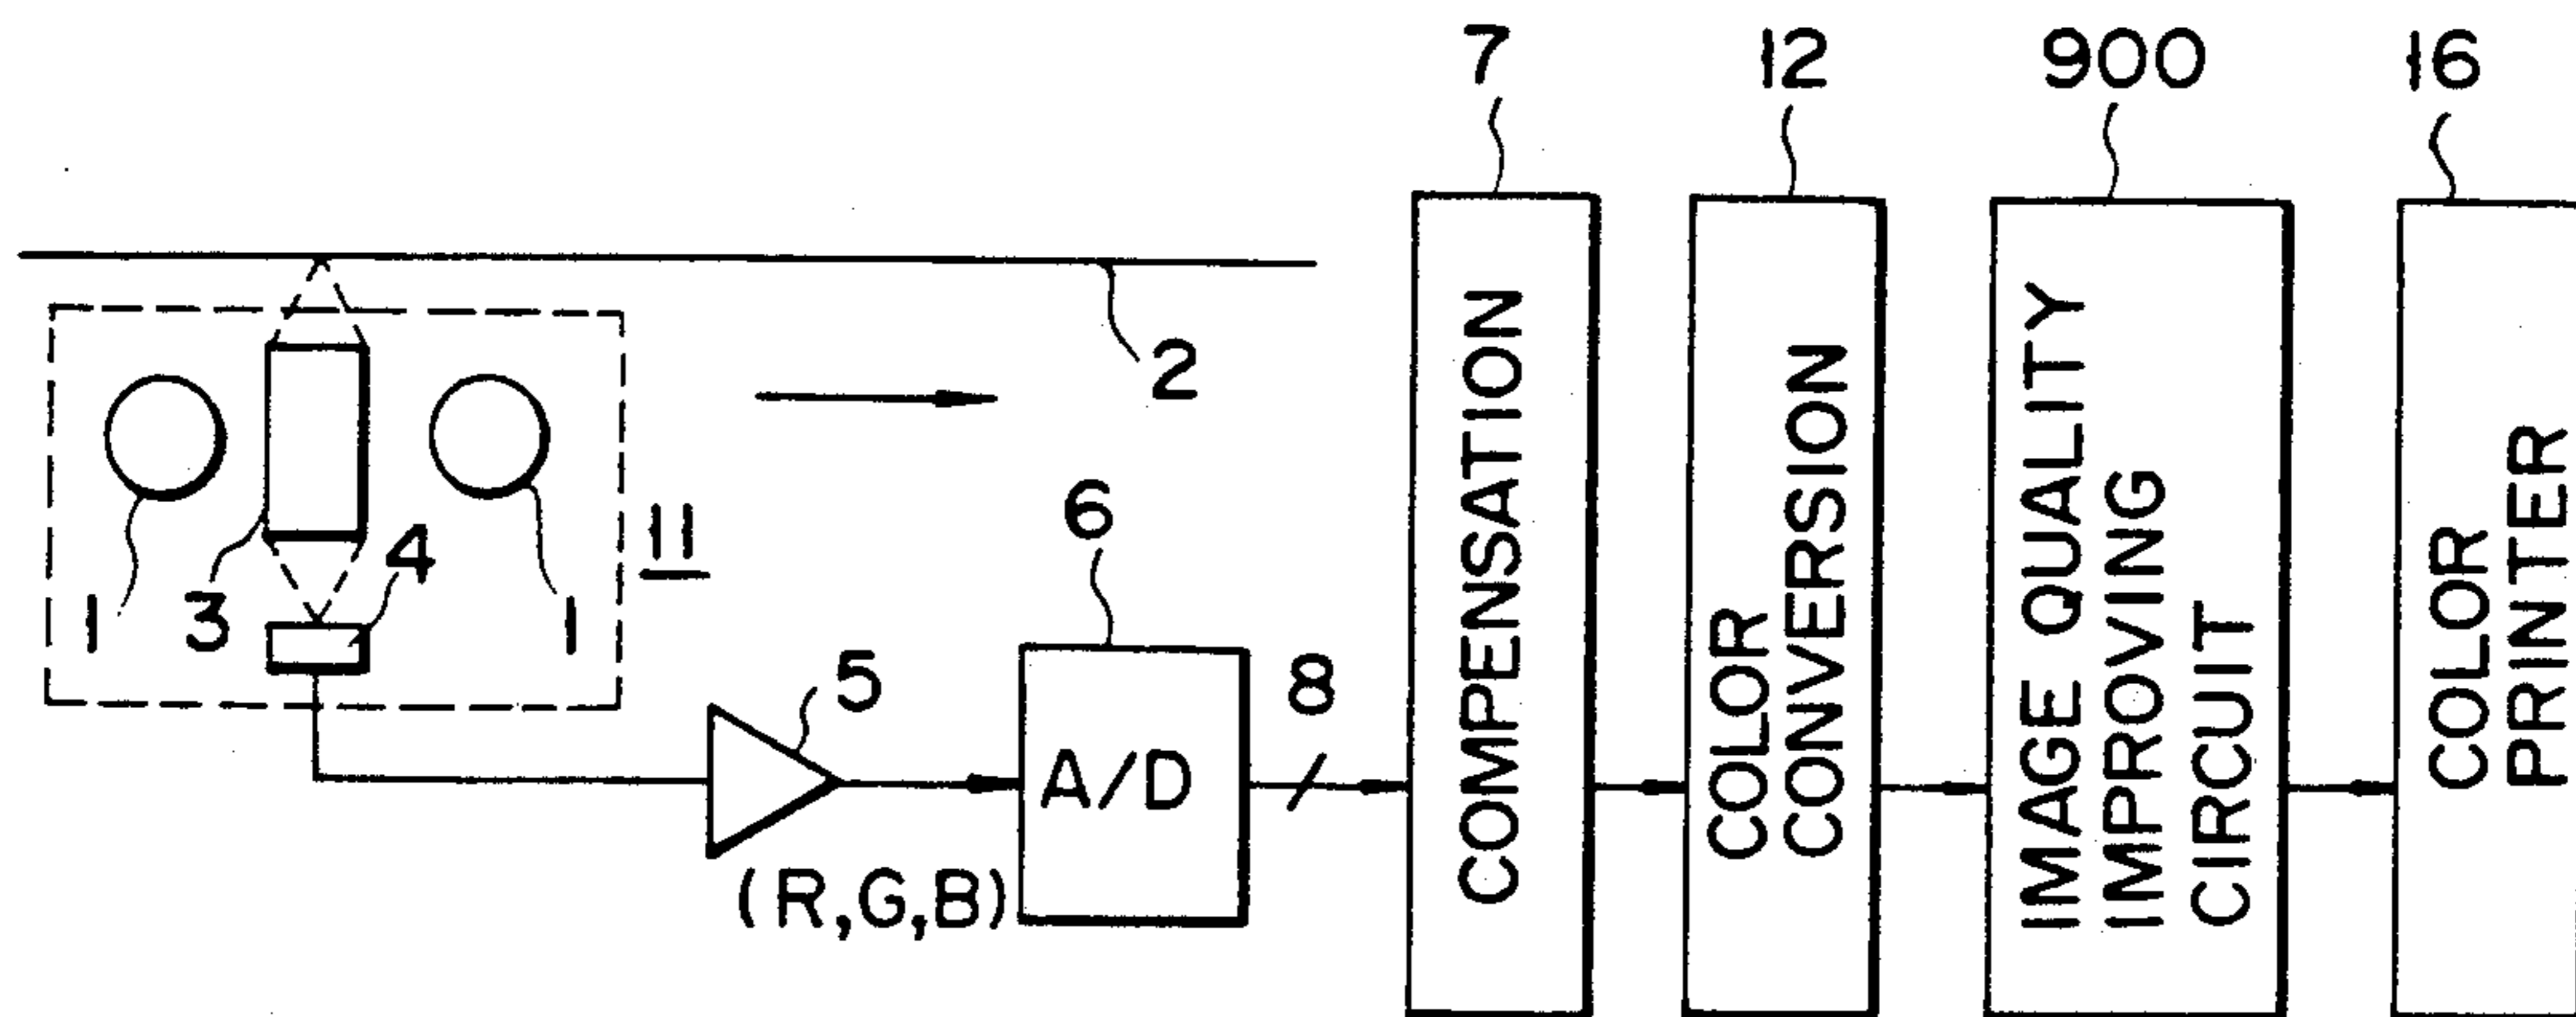 7
12
900
16
2
11
1
3
4
1
5
6
8
A/D
(R,G,B)
COMPENSATION
COLOR
CONVERSION
IMAGE QUALITY
IMPROVING
CIRCUIT
COLOR
PRINTER